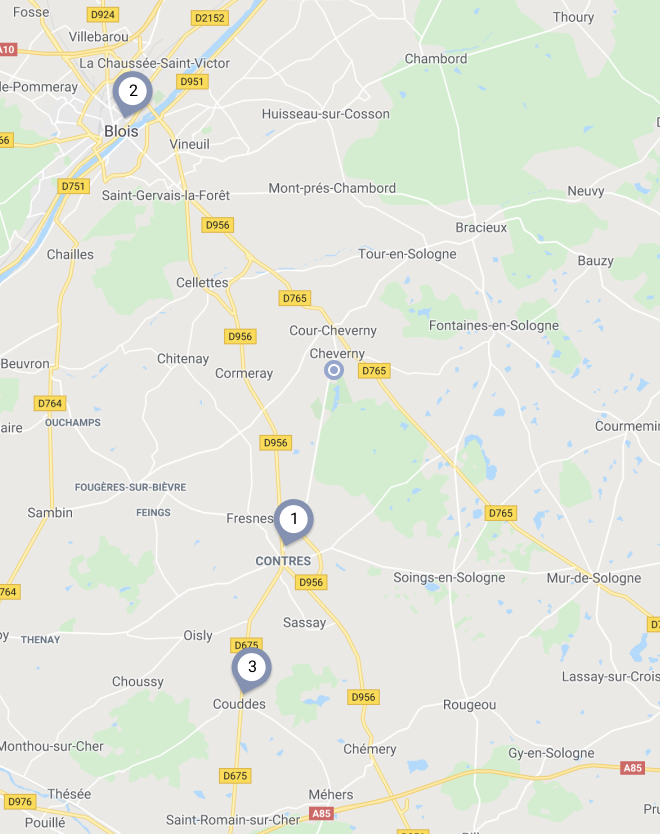 Fosse
D924
D2152
Thoury
Villebarou
A10
Chambord
La Chaussée-Saint-Victor
D951
de-Pommeray
2
Huisseau-sur-Cosson
Blois
66
Vineuil
D751
Mont-prés-Chambord
Neuvy
Saint-Gervais-la-Forêt
D956
Bracieux
Chailles
Tour-en-Sologne
Bauzy
Cellettes
D765
Fontaines-en-Sologne
Cour-Cheverny
D956
Cheverny
Chitenay
Beuvron
D765
Cormeray
D764
OUCHAMPS
aire
Courmemin
D956
FOUGÈRES-SUR-BIÈVRE
Sambin
FEINGS
D765
Fresnes
1
CONTRES
Soings-en-Sologne
Mur-de-Sologne
D956
764
Sassay
D7
THENAY
Oisly
D675
3
Lassay-sur-Crois
Choussy
D956
Couddes
Rougeou
Monthou-sur-Cher
Chémery
Gy-en-Sologne
A85
D675
Thésée
Méhers
D976
A85
Pru
Pouillé
Saint-Romain-sur-Cher